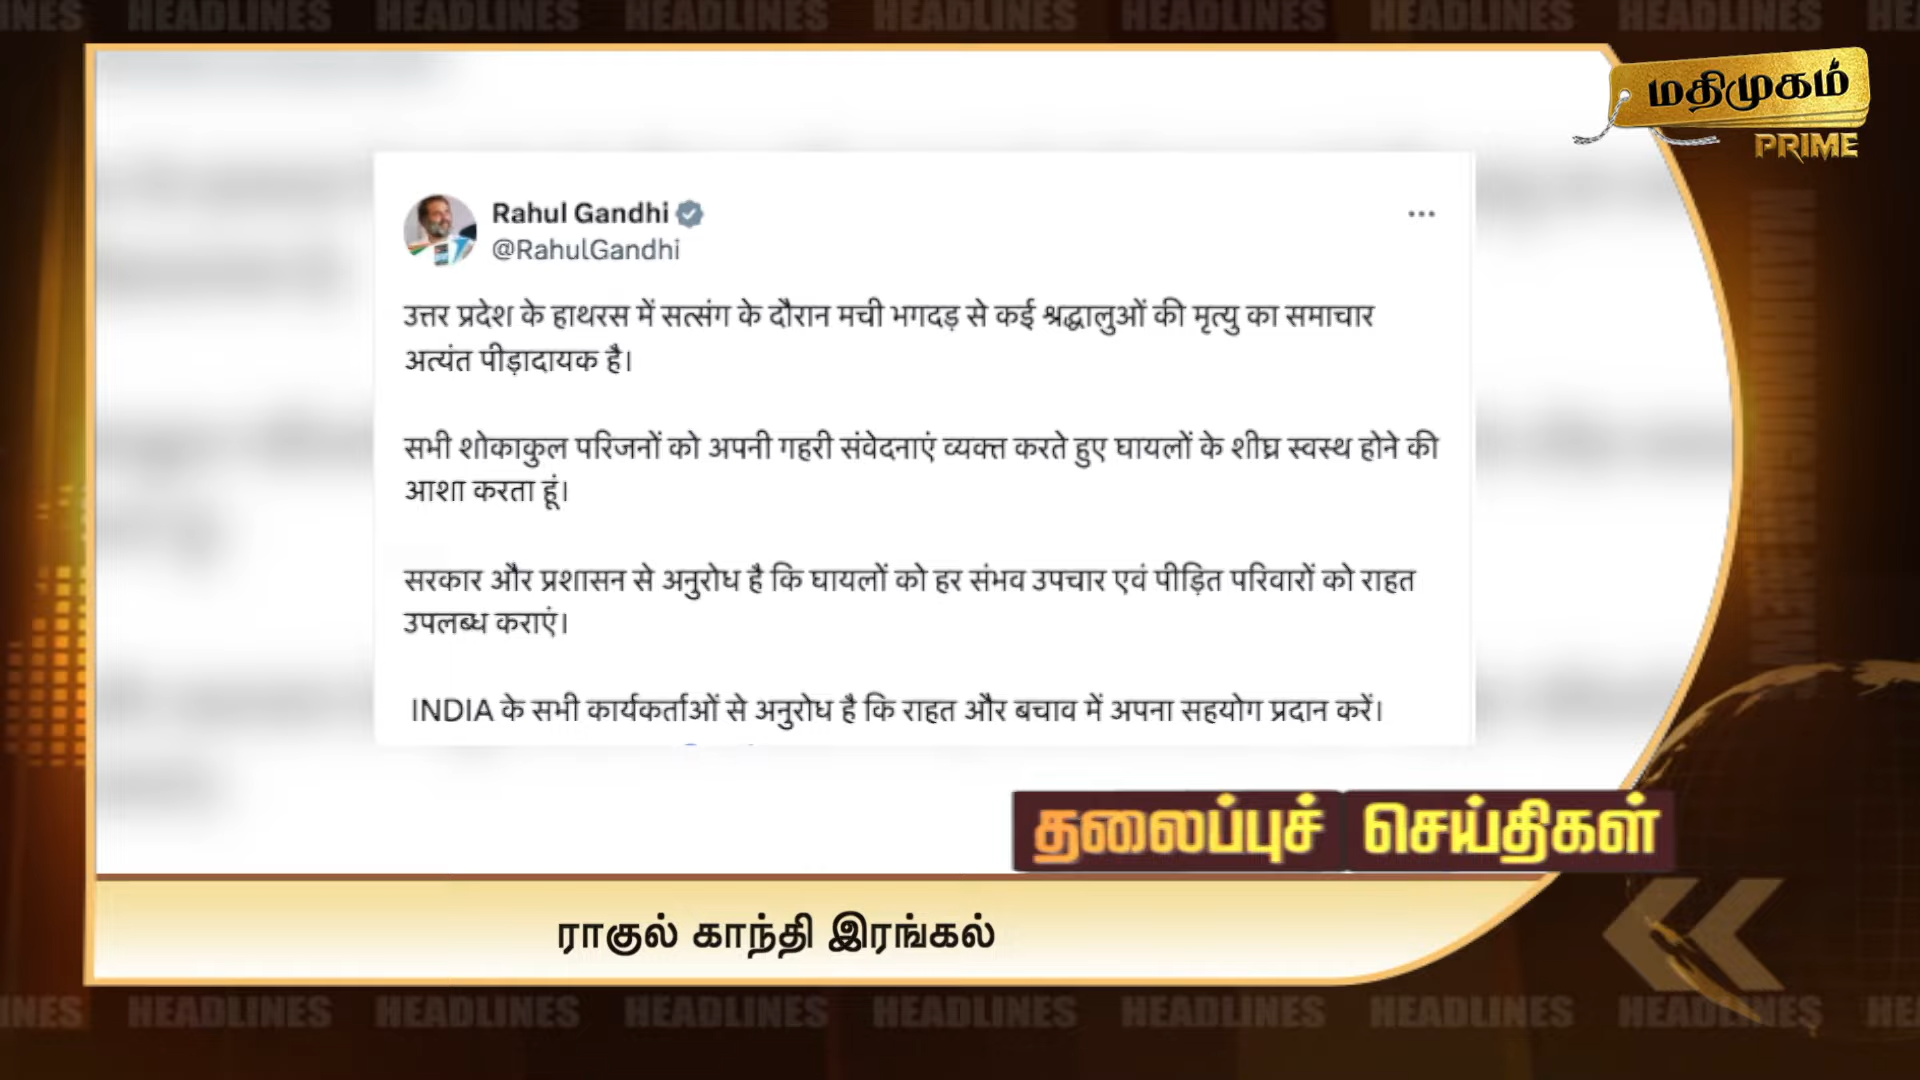 HEADLINES HEADLINES HEADLINES HEADLINES HEADLINES HEADLINES
மதிமுகம்
PRIME
Rahul Gandhi
@RahulGandhi
उत्तर प्रदेश के हाथरस में सत्संग के दौरान मची भगदड़ से कई श्रद्धालुओं की मृत्यु का समाचार
अत्यंत पीड़ादायक है।
सभी शोकाकुल परिजनों को अपनी गहरी संवेदनाएं व्यक्त करते हुए घायलों के शीघ्र स्वस्थ होने की
आशा करता हूं।
सरकार और प्रशासन से अनुरोध है कि घायलों को हर संभव उपचार एवं पीड़ित परिवारों को राहत
उपलब्ध कराएं।
INDIA के सभी कार्यकर्ताओं से अनुरोध है कि राहत और बचाव में अपना सहयोग प्रदान करें।
தலைப்புச் செய்திகள்
ராகுல் காந்தி இரங்கல்
HEADLINES HEADLINES HEADLINES HEADLINES HEADLINES HEADLINES HEADLINES